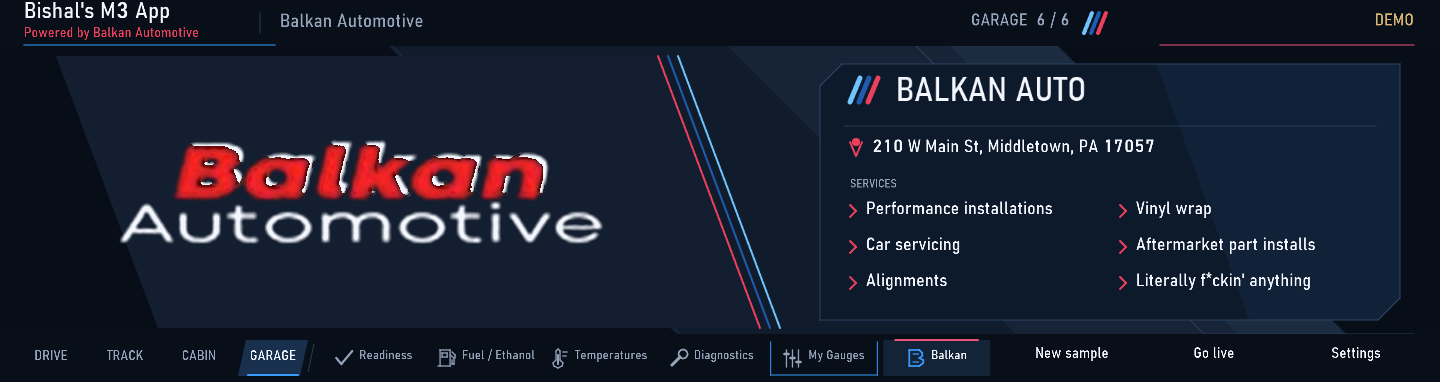 Bishal's M3 App
Powered by Balkan Automotive
Balkan Automotive
GARAGE 6 / 6
DEMO
Balkan
Automotive
BALKAN AUTO
210 W Main St, Middletown, PA 17057
SERVICES
Performance installations
Vinyl wrap
Car servicing
Aftermarket part installs
Alignments
Literally f*ckin' anything
DRIVE
TRACK
CABIN
GARAGE
Readiness
Fuel / Ethanol
Temperatures
Diagnostics
My Gauges
Balkan
New sample
Go live
Settings